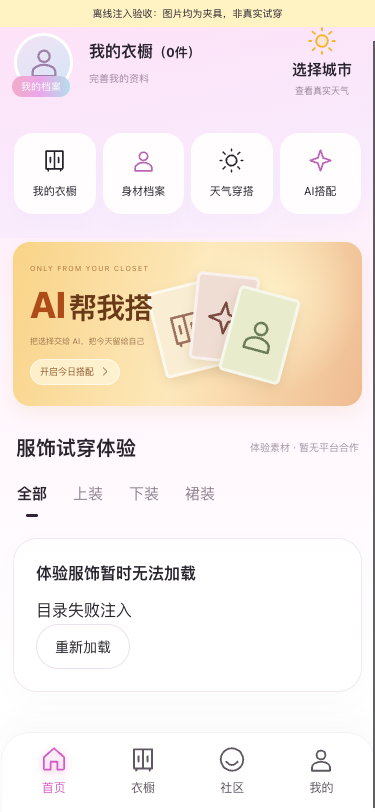 离线注入验收：图片均为夹具，非真实试穿
我的衣橱（0件）
完善我的资料
我的档案
选择城市
查看真实天气
我的衣橱
身材档案
天气穿搭
AI搭配
ONLY FROM YOUR CLOSET
AI帮我搭
把选择交给 AI，把今天留给自己
开启今日搭配
服饰试穿体验
体验素材 · 暂无平台合作
全部 上装 下装 裙装
体验服饰暂时无法加载
目录失败注入
重新加载
首页 衣橱 社区 我的